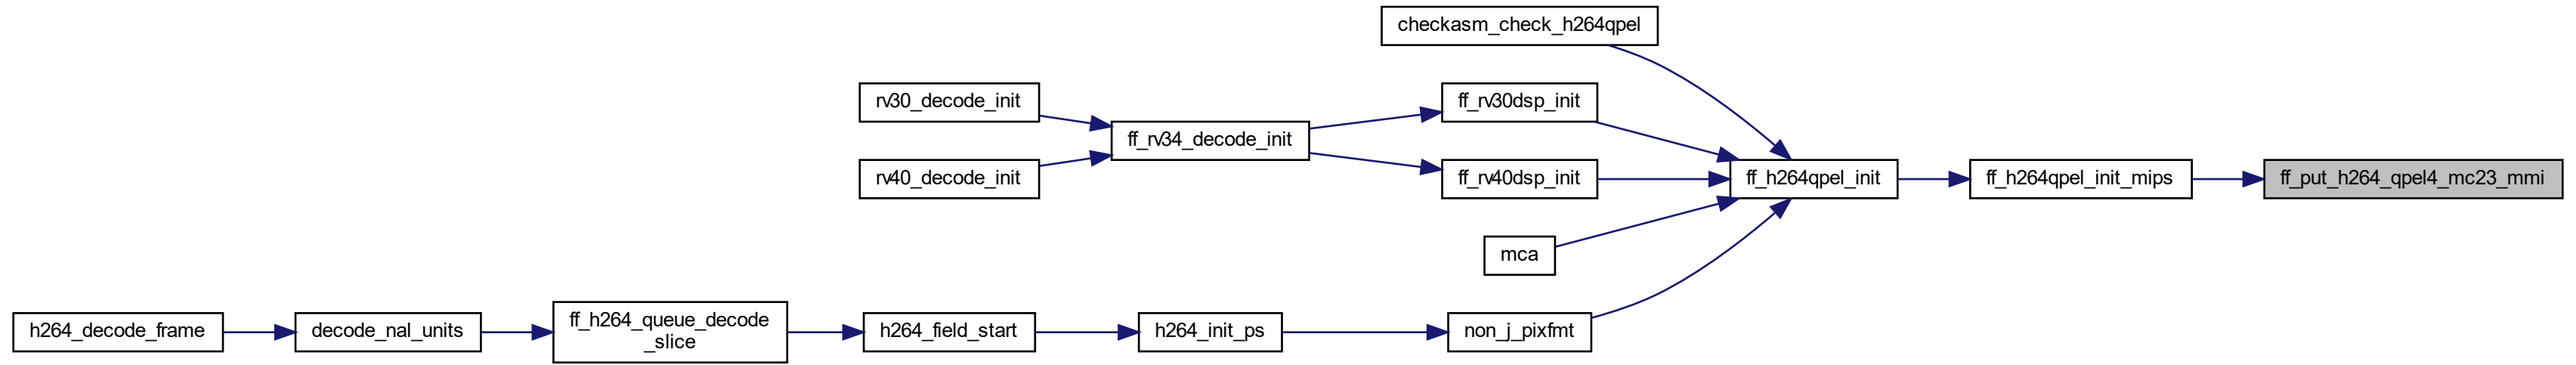 checkasm_check_h264qpel
rv30_decode_init
ff_rv30dsp_init
ff_rv34_decode_init
rv40_decode_init
ff_rv40dsp_init
ff_h264qpel_init
ff_h264qpel_init_mips
ff_put_h264_qpel4_mc23_mmi
mca
h264_decode_frame
decode_nal_units
ff_h264_queue_decode
_slice
h264_field_start
h264_init_ps
non_j_pixfmt